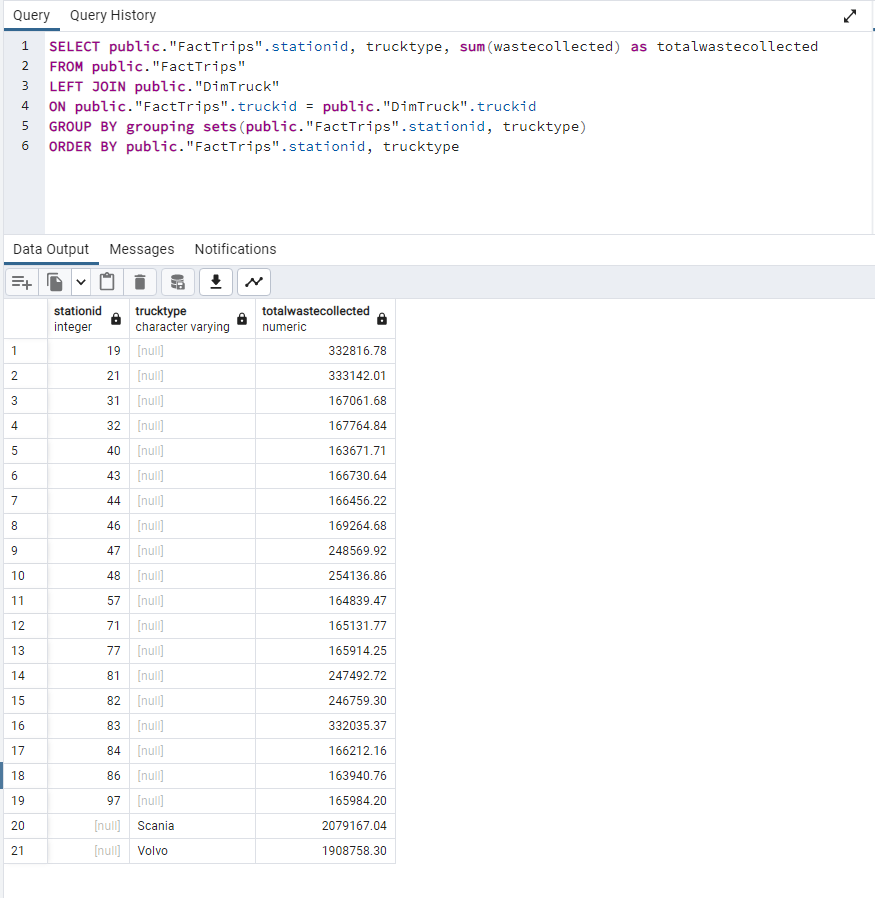 Query Query History
1 SELECT public."FactTrips".stationid, trucktype, sum(wastecollected) as totalwastecollected
2 FROM public."FactTrips"
3 LEFT JOIN public."DimTruck"
4 ON public."FactTrips".truckid = public."DimTruck".truckid
5 GROUP BY grouping sets(public."FactTrips".stationid, trucktype)
6 ORDER BY public."FactTrips".stationid, trucktype
Data Output Messages Notifications
stationid trucktype totalwastecollected
integer character varying numeric
1 19 [null] 332816.78
2 21 [null] 333142.01
3 31 [null] 167061.68
4 32 [null] 167764.84
5 40 [null] 163671.71
6 43 [null] 166730.64
7 44 [null] 166456.22
8 46 [null] 169264.68
9 47 [null] 248569.92
10 48 [null] 254136.86
11 57 [null] 164839.47
12 71 [null] 165131.77
13 77 [null] 165914.25
14 81 [null] 247492.72
15 82 [null] 246759.30
16 83 [null] 332035.37
17 84 [null] 166212.16
18 86 [null] 163940.76
19 97 [null] 165984.20
20 [null] Scania 2079167.04
21 [null] Volvo 1908758.30